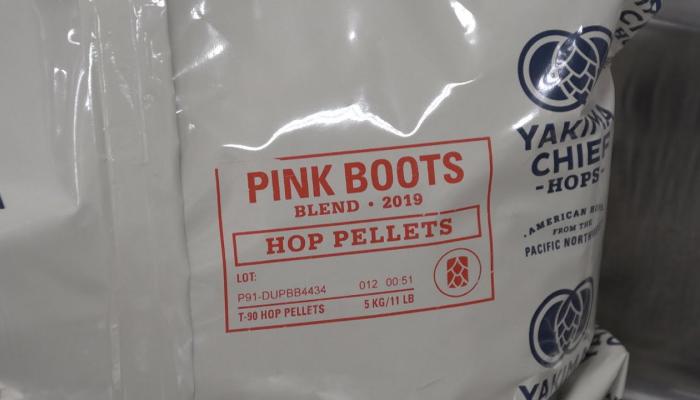 PINK BOOTS
BLEND • 2019
HOP PELLETS
LOT:
P91-DUPBB4434 012 00:51
T-90 HOP PELLETS 5 KG/11 LB
YAKIMA
CHIEF
-HOPS-
AMERICAN
FROM THE
PACIFIC
YAKIMA